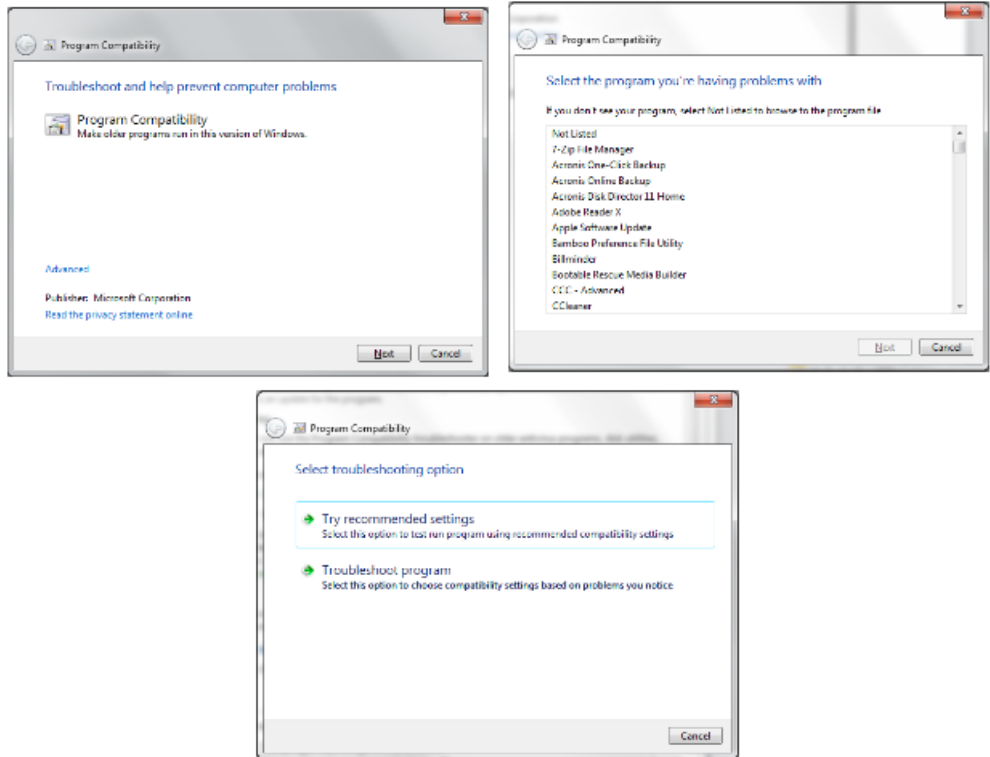 Program Compatibility
Troubleshoot and help prevent computer problems
Program Compatibility
Make older programs run in this version of Windows.
Advanced
Publisher: Microsoft Corporation
Read the privacy statement online
Next
Cancel
Program Compatibility
Select the program you're having problems with
If you don't see your program, select Not Listed to browse to the program file
Not Listed
7-Zip File Manager
Acronis One-Click Backup
Acronis Online Backup
Acronis Disk Director 11 Home
Adobe Reader X
Apple Software Update
Bamboo Preference File Utility
Billminder
Bootable Rescue Media Builder
CCC - Advanced
CCleaner
Next
Cancel
an update for the program.
Program Compatibility
Select troubleshooting option
Try recommended settings
Select this option to test run program using recommended compatibility settings
Troubleshoot program
Select this option to choose compatibility settings based on problems you notice
Cancel